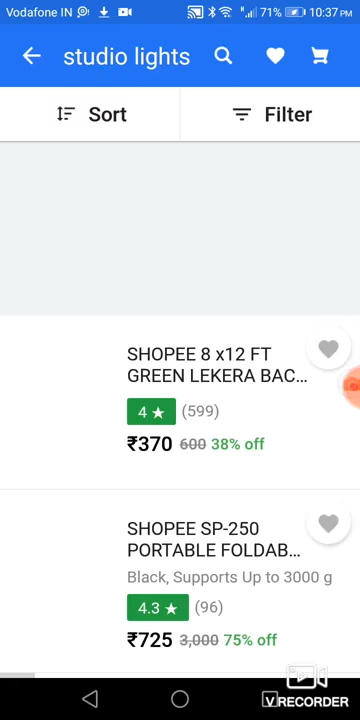 Vodafone IN 71% 10:37 PM
studio lights
Sort Filter
SHOPEE 8 x12 FT
GREEN LEKERA BAC...
4 ★ (599)
₹370 600 38% off
SHOPEE SP-250
PORTABLE FOLDAB...
Black, Supports Up to 3000 g
4.3 ★ (96)
₹725 3,000 75% off
VRECORDER